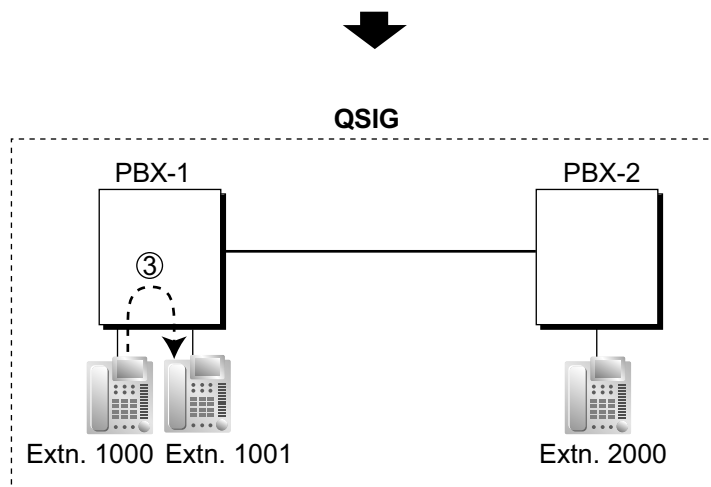 QSIG
PBX-1 PBX-2
③
Extn. 1000 Extn. 1001 Extn. 2000